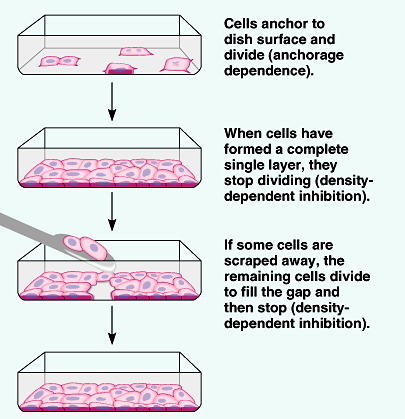 Cells anchor to
dish surface and
divide (anchorage
dependence).
When cells have
formed a complete
single layer, they
stop dividing (density-
dependent inhibition).
If some cells are
scraped away, the
remaining cells divide
to fill the gap and
then stop (density-
dependent inhibition).